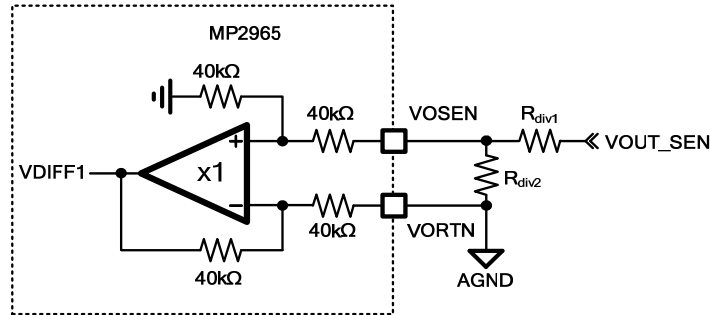 MP2965
40kΩ
40kΩ
VOSEN
Rdiv1
VOUT_SEN
+
x1
VDIFF1
Rdiv2
−
40kΩ
VORTN
40kΩ
AGND